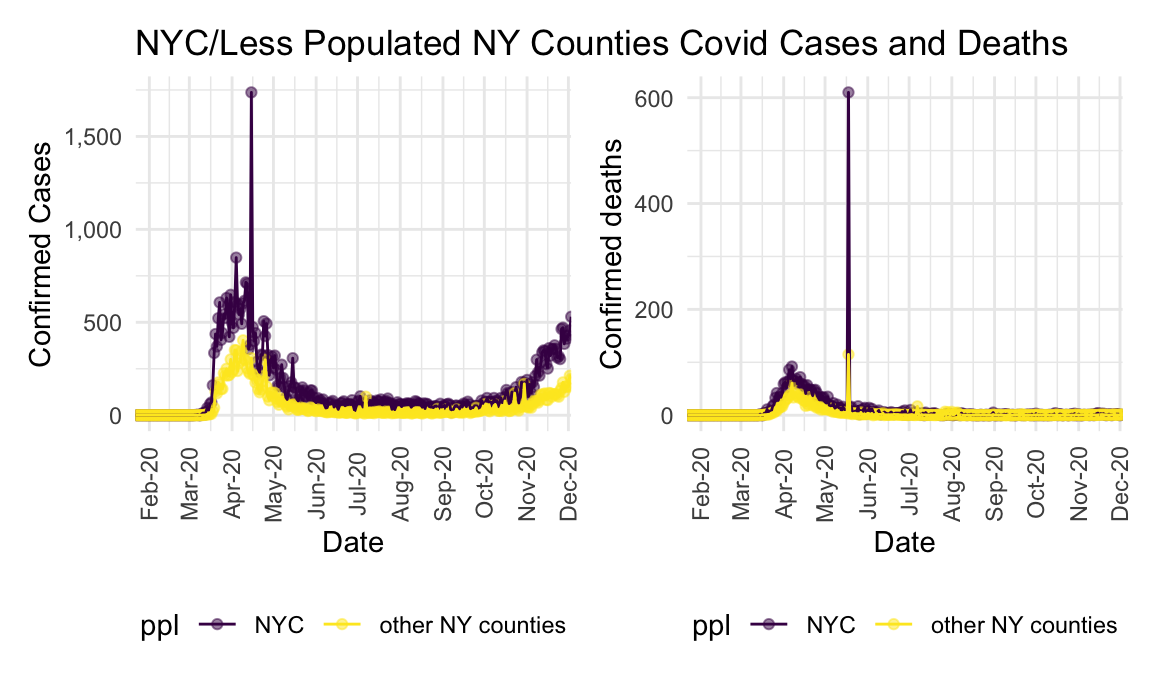 NYC/Less Populated NY Counties Covid Cases and Deaths
Confirmed Cases
1,500
1,000
500
0
Feb-20
Mar-20
Apr-20
May-20
Jun-20
Jul-20
Aug-20
Sep-20
Oct-20
Nov-20
Dec-20
Date
ppl NYC other NY counties
Confirmed deaths
600
400
200
0
Feb-20
Mar-20
Apr-20
May-20
Jun-20
Jul-20
Aug-20
Sep-20
Oct-20
Nov-20
Dec-20
Date
ppl NYC other NY counties